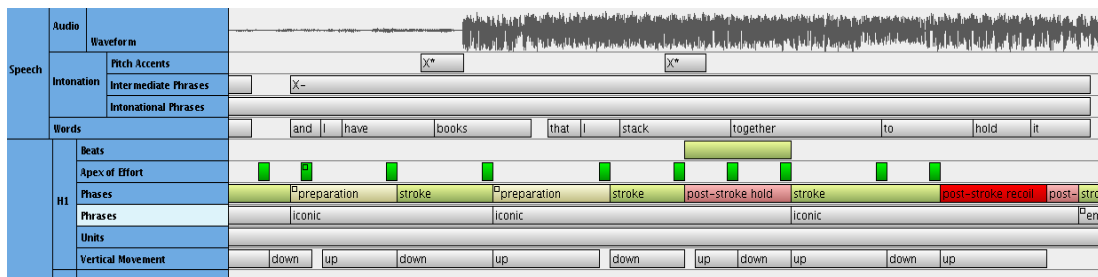 Audio
Waveform
Speech
Intonation
Pitch Accents
X*
X*
Intermediate Phrases
X-
Intonational Phrases
Words
and I have books that I stack together to hold it
H1
Beats
Apex of Effort
Phases
preparation stroke preparation stroke post-stroke hold stroke post-stroke recoil post- stro
Phrases
iconic iconic iconic en
Units
Vertical Movement
down up down up down up down up down up